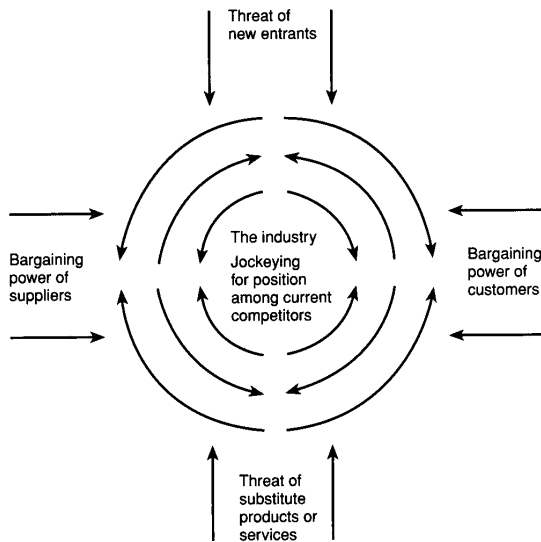 Threat of
new entrants
Bargaining
power of
suppliers
The industry
Jockeying
for position
among current
competitors
Bargaining
power of
customers
Threat of
substitute
products or
services